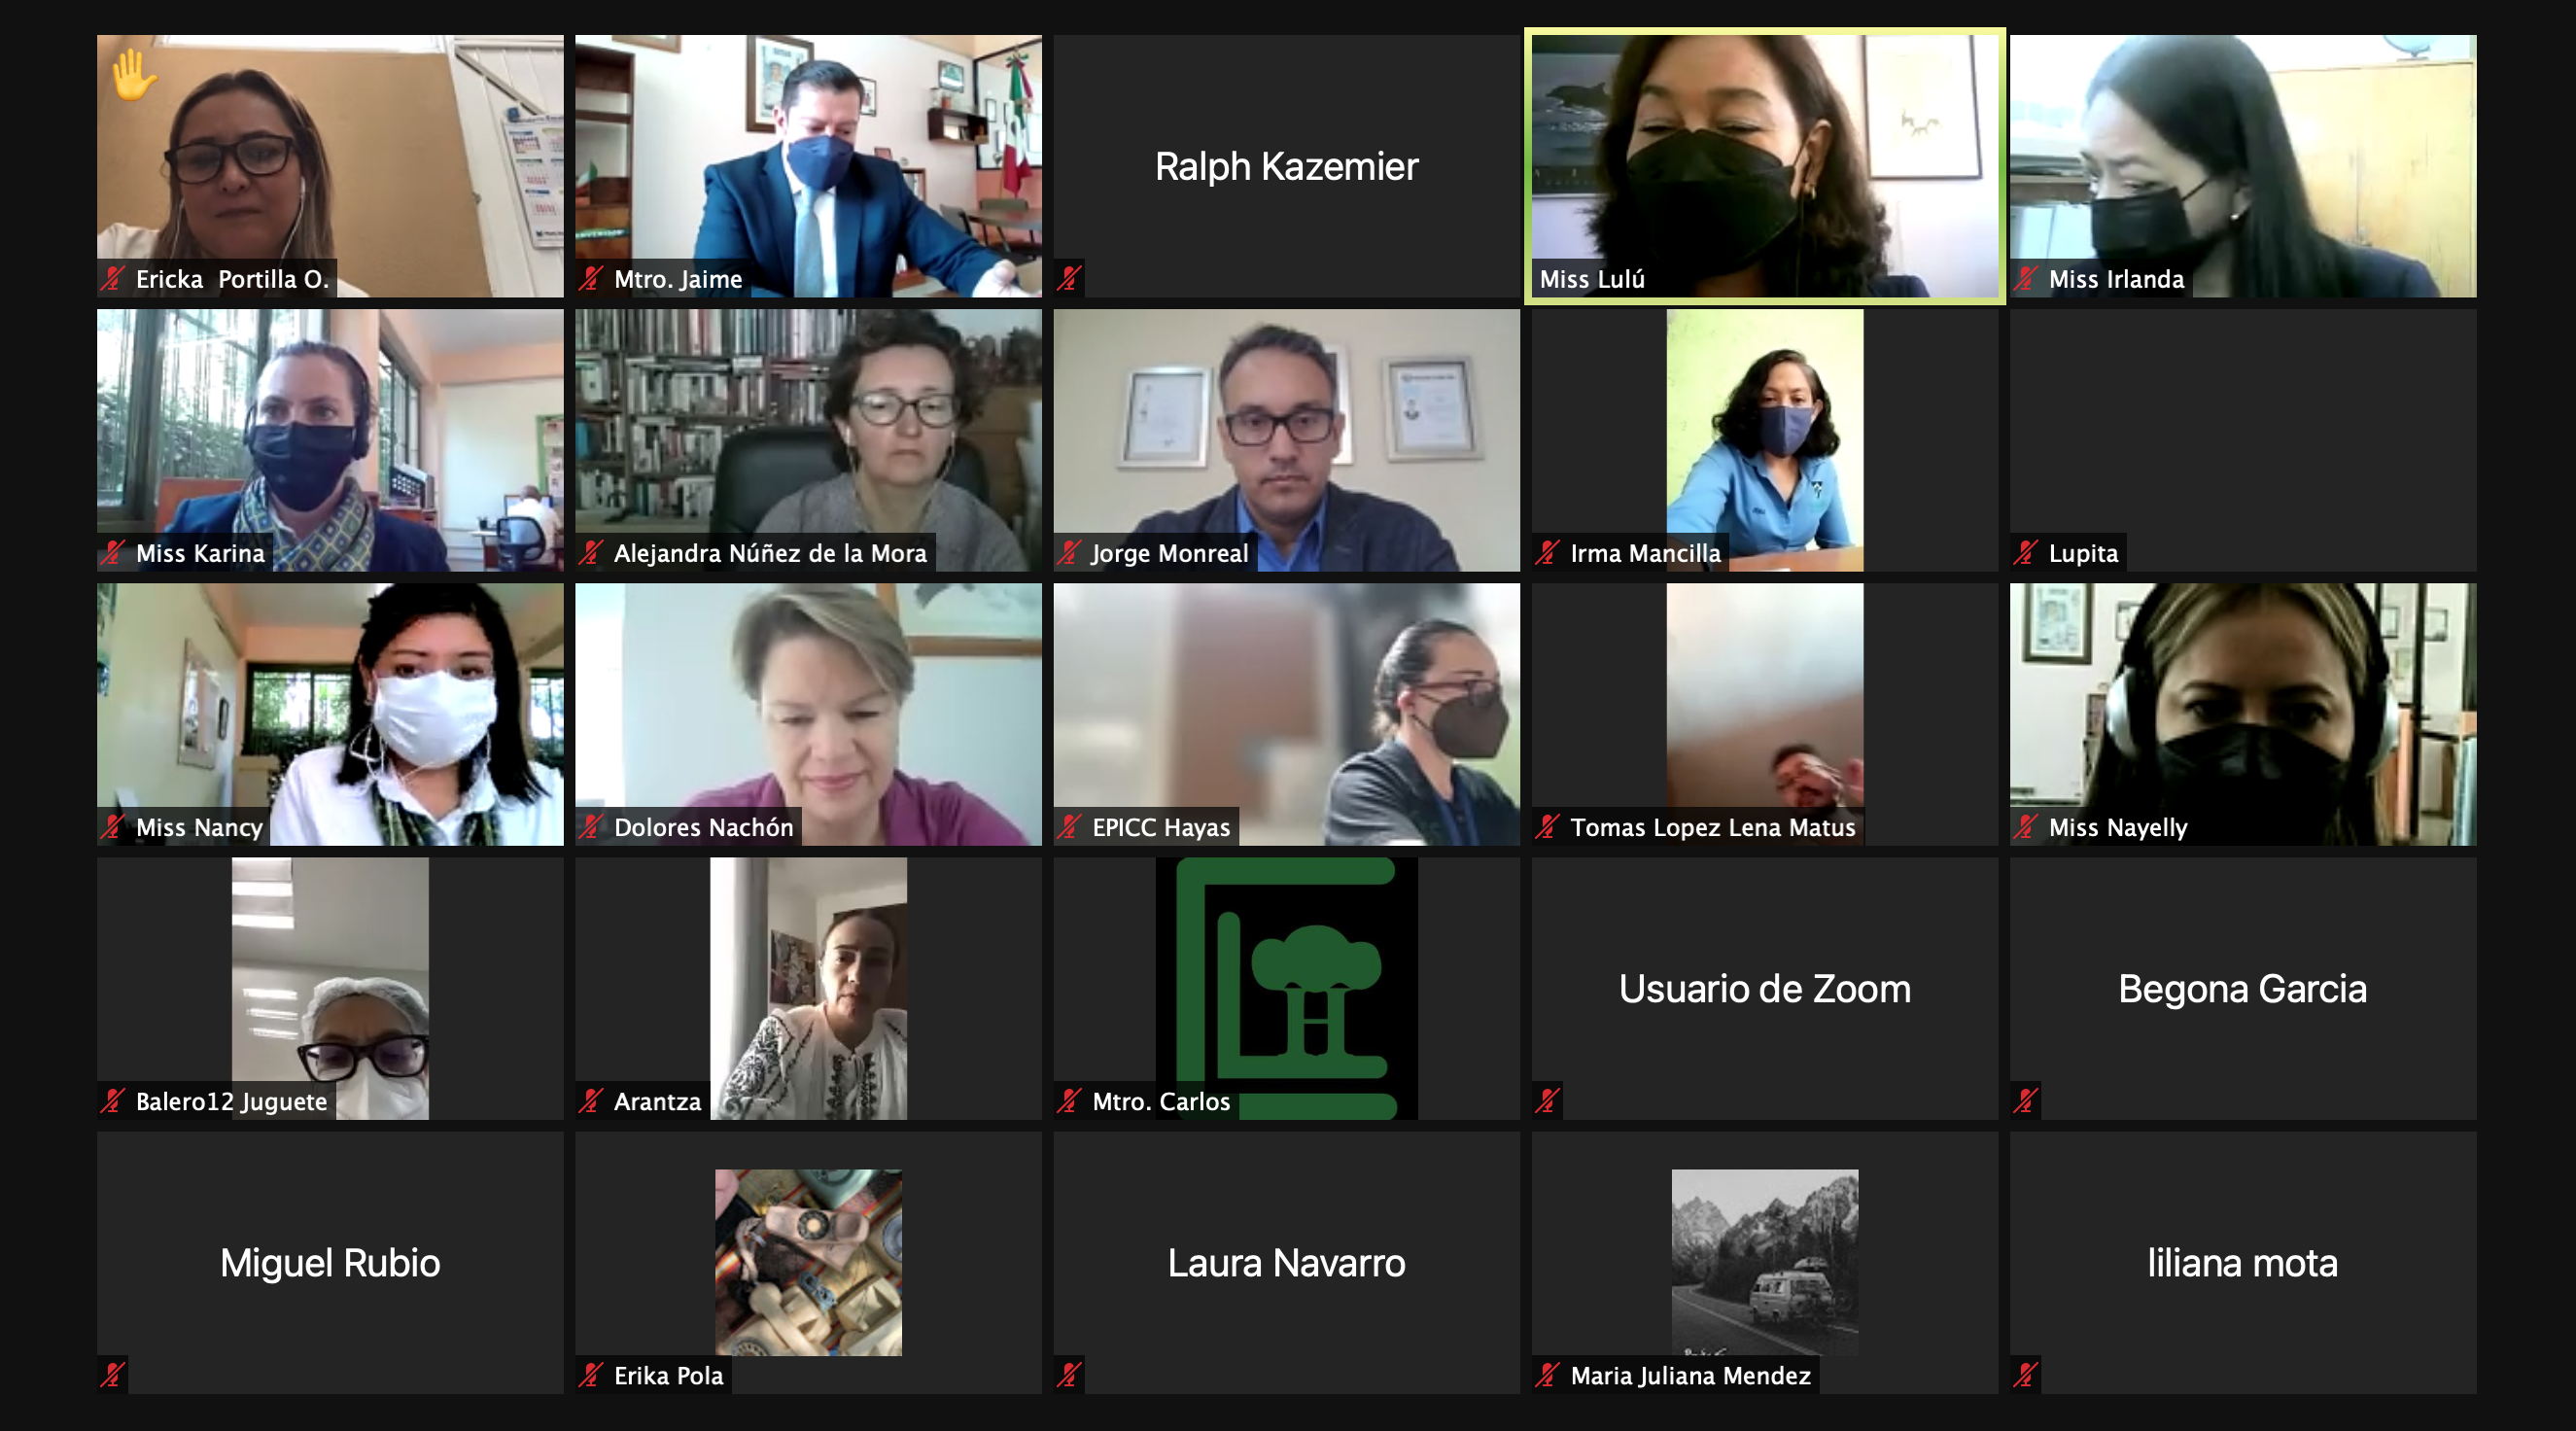 Ericka Portilla O.
Mtro. Jaime
Ralph Kazemier
Miss Lulú
Miss Irlanda
Miss Karina
Alejandra Núñez de la Mora
Jorge Monreal
Irma Mancilla
Lupita
Miss Nancy
Dolores Nachón
EPICC Hayas
Tomas Lopez Lena Matus
Miss Nayelly
Balero12 Juguete
Arantza
Mtro. Carlos
Usuario de Zoom
Begona Garcia
Miguel Rubio
Erika Pola
Laura Navarro
Maria Juliana Mendez
liliana mota